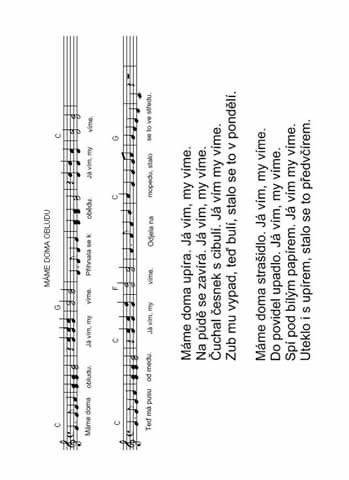 MÁME DOMA OBLUDU
C G C
Máme doma obludu. Já vím, my víme. Přihnala se k obědu. Já vím, my víme.
C C F C G
Teď má pusu od medu. Já vím. my víme. Odjela na mopedu, stalo se to ve středu.
Máme doma upíra. Já vím, my víme.
Na půdě se zavírá. Já vím, my víme.
Čuchal česnek s cibulí. Já vím my víme.
Zub mu vypad, teď bulí, stalo se to v pondělí.
Máme doma strašidlo. Já vím, my víme.
Do povidel upadlo. Já vím, my víme.
Spí pod bílým papírem. Já vím my víme.
Uteklo i s upírem, stalo se to předvčírem.